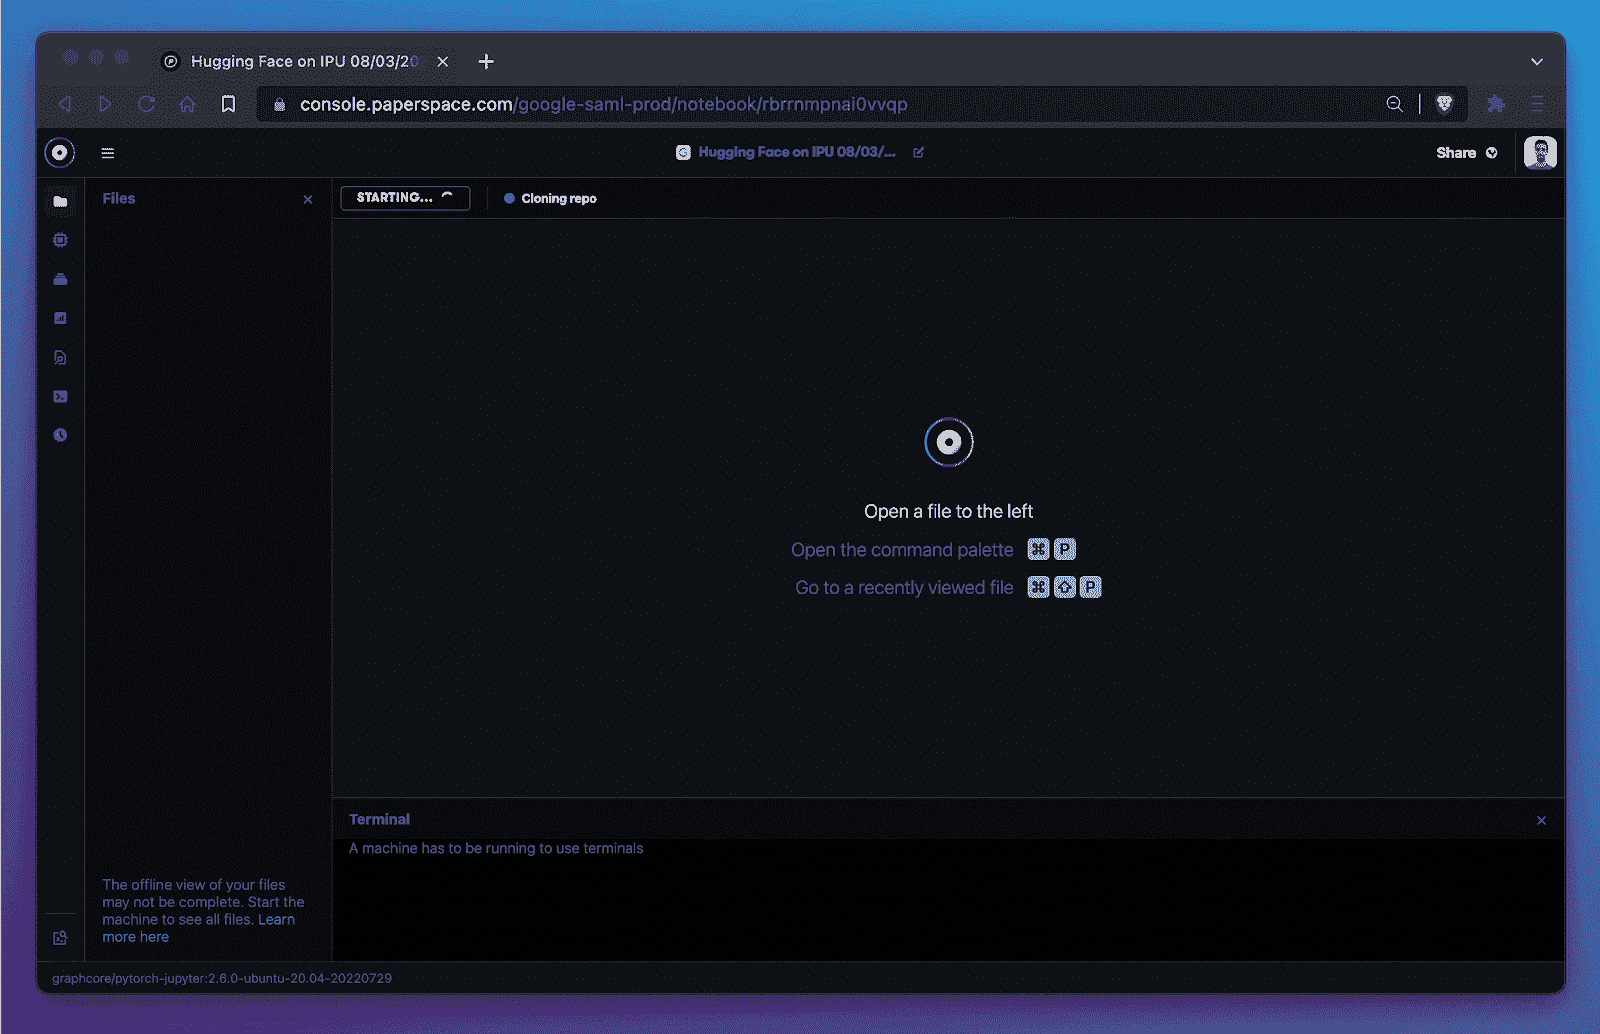 Hugging Face on IPU 08/03/20
console.paperspace.com/google-saml-prod/notebook/rbrrnmpnai0vvqp
Hugging Face on IPU 08/03/...
Share
Files
STARTING...
Cloning repo
Open a file to the left
Open the command palette ⌘ P
Go to a recently viewed file ⌘ ⇧ P
Terminal
A machine has to be running to use terminals
The offline view of your files
may not be complete. Start the
machine to see all files. Learn
more here
graphcore/pytorch-jupyter:2.6.0-ubuntu-20.04-20220729